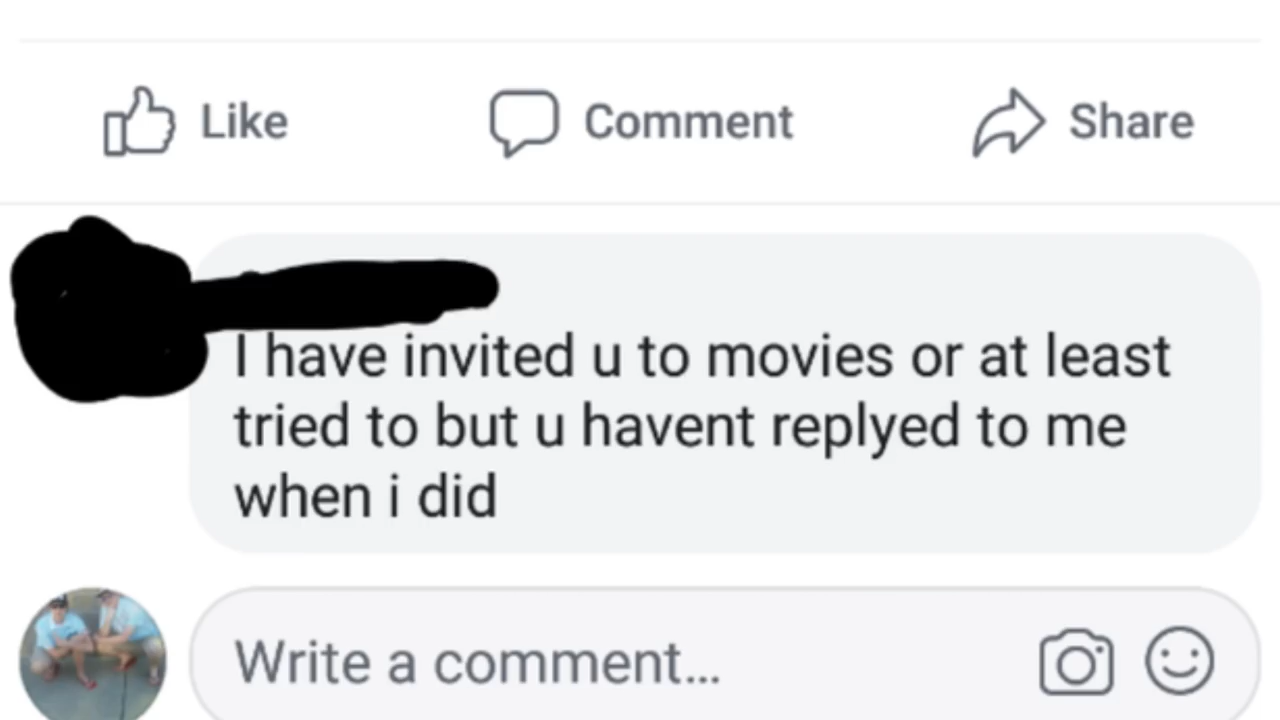 Like Comment Share
I have invited u to movies or at least
tried to but u havent replyed to me
when i did
Write a comment...